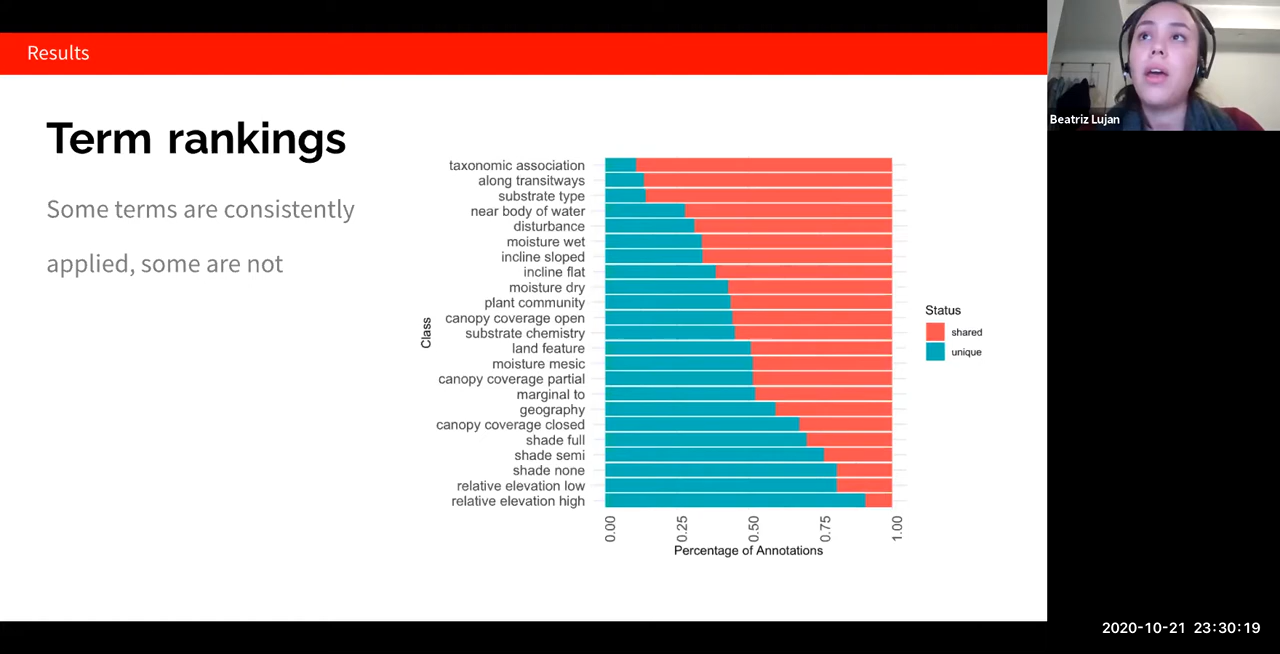 Results
Beatriz Lujan
Term rankings
Some terms are consistently
applied, some are not
Class
taxonomic association
along transitways
substrate type
near body of water
disturbance
moisture wet
incline sloped
incline flat
moisture dry
plant community
canopy coverage open
substrate chemistry
land feature
moisture mesic
canopy coverage partial
marginal to
geography
canopy coverage closed
shade full
shade semi
shade none
relative elevation low
relative elevation high
0.00
0.25
0.50
0.75
1.00
Percentage of Annotations
Status
shared
unique
2020-10-21 23:30:19